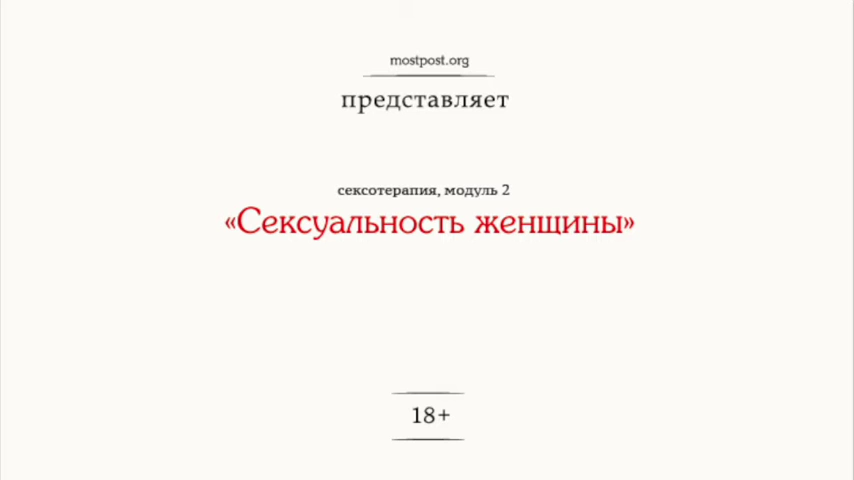 mostpost.org
представляет
сексотерапия, модуль 2
«Сексуальность женщины»
18+